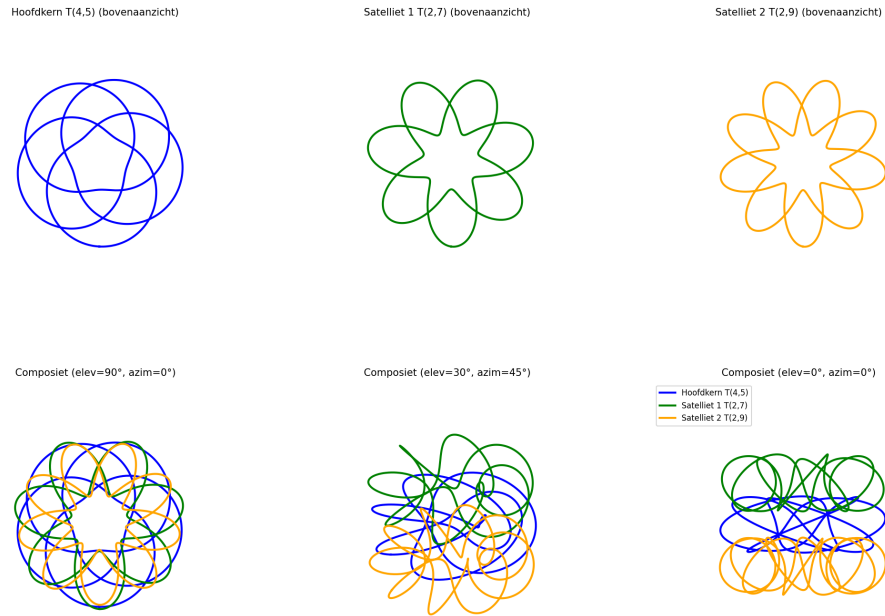 Hoofdkern T(4,5) (bovenaanzicht)
Satelliet 1 T(2,7) (bovenaanzicht)
Satelliet 2 T(2,9) (bovenaanzicht)
Composiet (elev=90°, azim=0°)
Composiet (elev=30°, azim=45°)
Composiet (elev=0°, azim=0°)
Hoofdkern T(4,5)
Satelliet 1 T(2,7)
Satelliet 2 T(2,9)